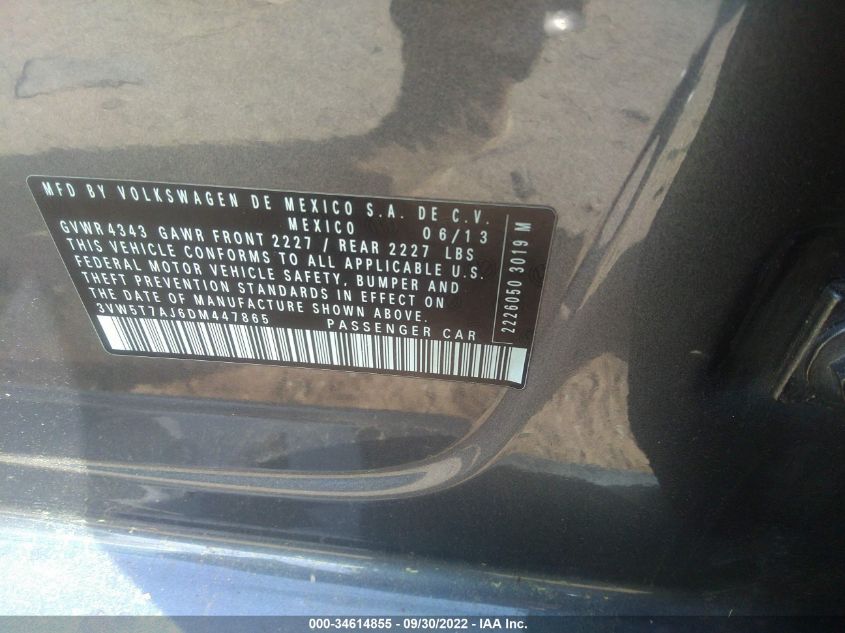 MFD BY VOLKSWAGEN DE MEXICO S.A. DE C.V.
MEXICO 06/13
GVWR 4343 GAWR FRONT 2227 / REAR 2227 LBS
THIS VEHICLE CONFORMS TO ALL APPLICABLE U.S.
FEDERAL MOTOR VEHICLE SAFETY, BUMPER AND
THEFT PREVENTION STANDARDS IN EFFECT ON
THE DATE OF MANUFACTURE SHOWN ABOVE.
3VW5T7AJ6DM447865 PASSENGER CAR
2226050 3019 M
000-34614855 - 09/30/2022 - IAA Inc.